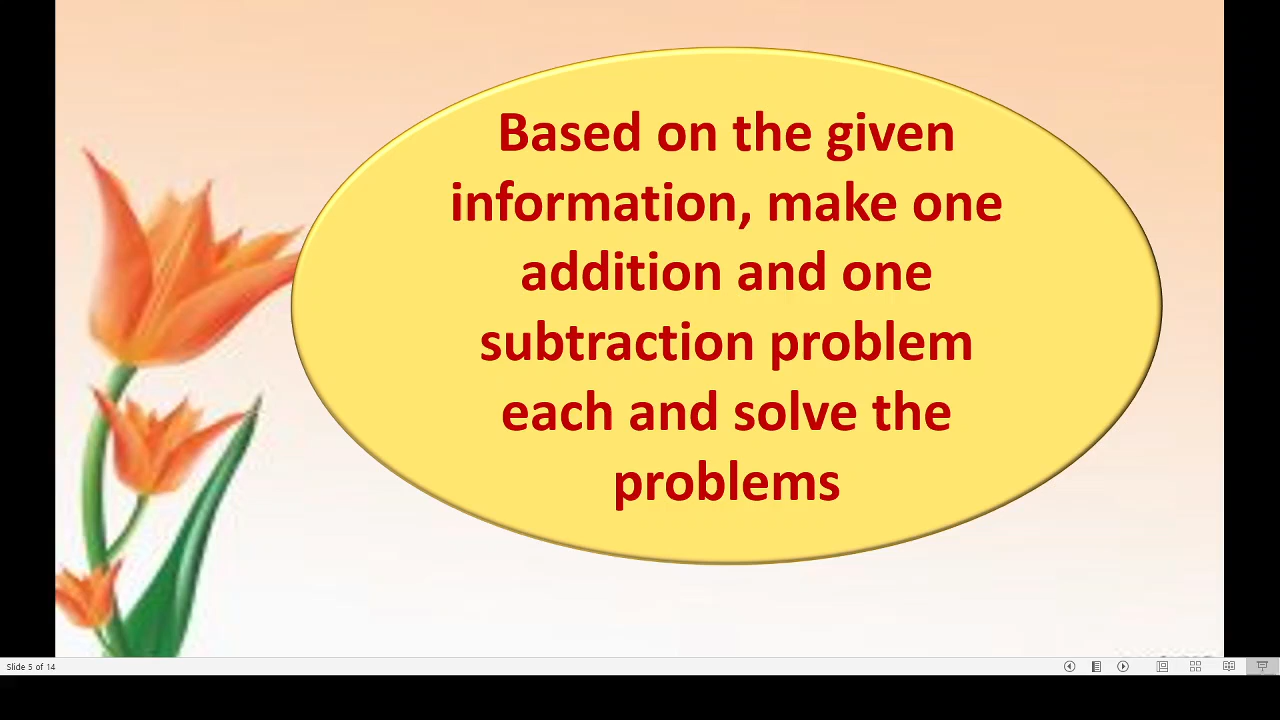 Based on the given
information, make one
addition and one
subtraction problem
each and solve the
problems
Slide 5 of 14